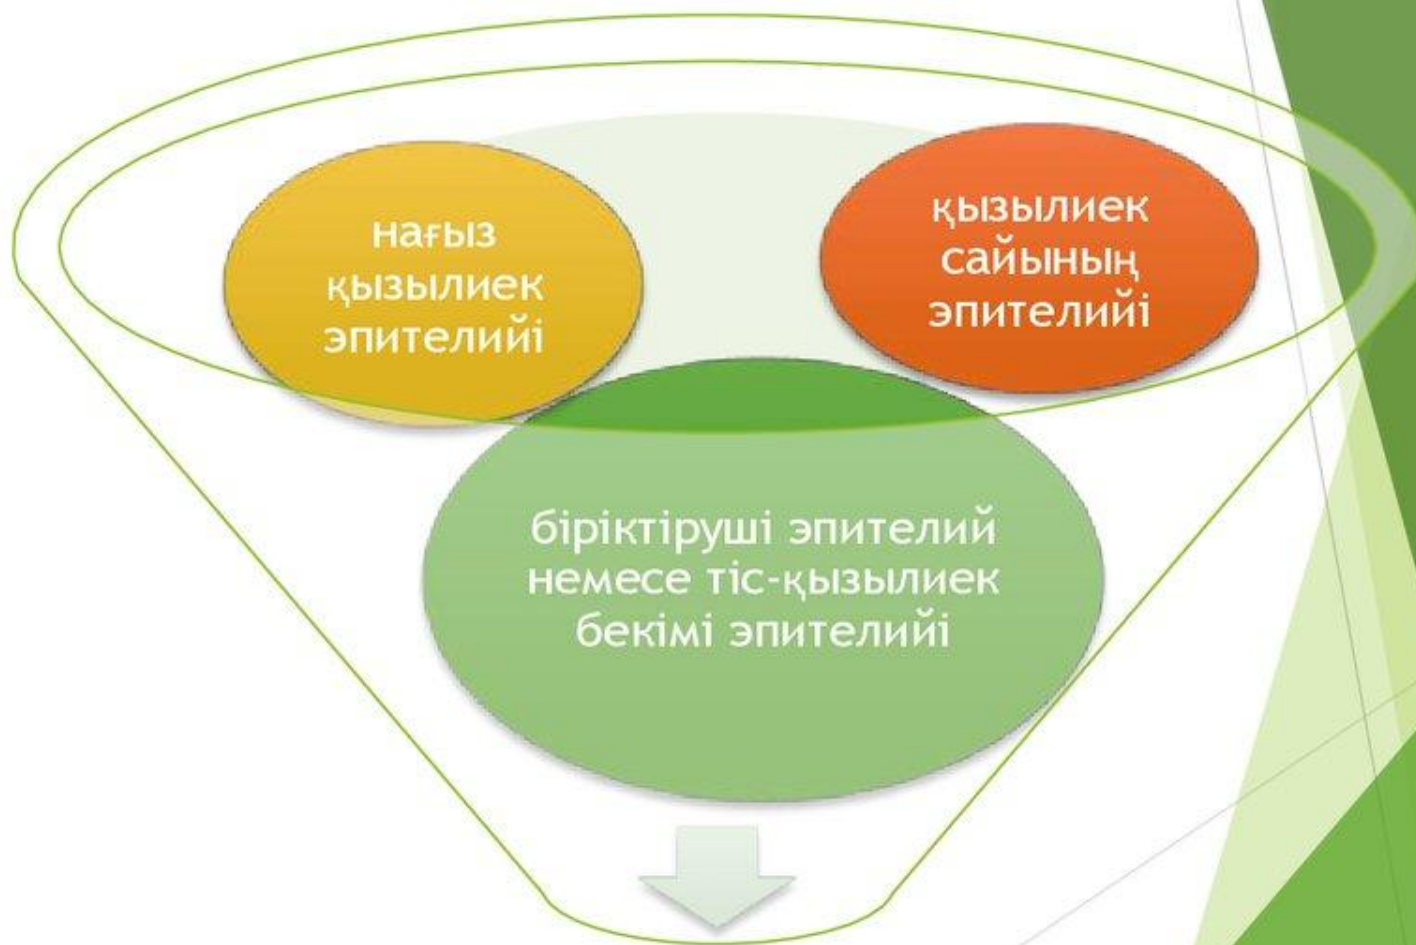 нағыз
қызылиек
эпителийі
қызылиек
сайының
эпителийі
біріктіруші эпителий
немесе тіс-қызылиек
бекімі эпителийі